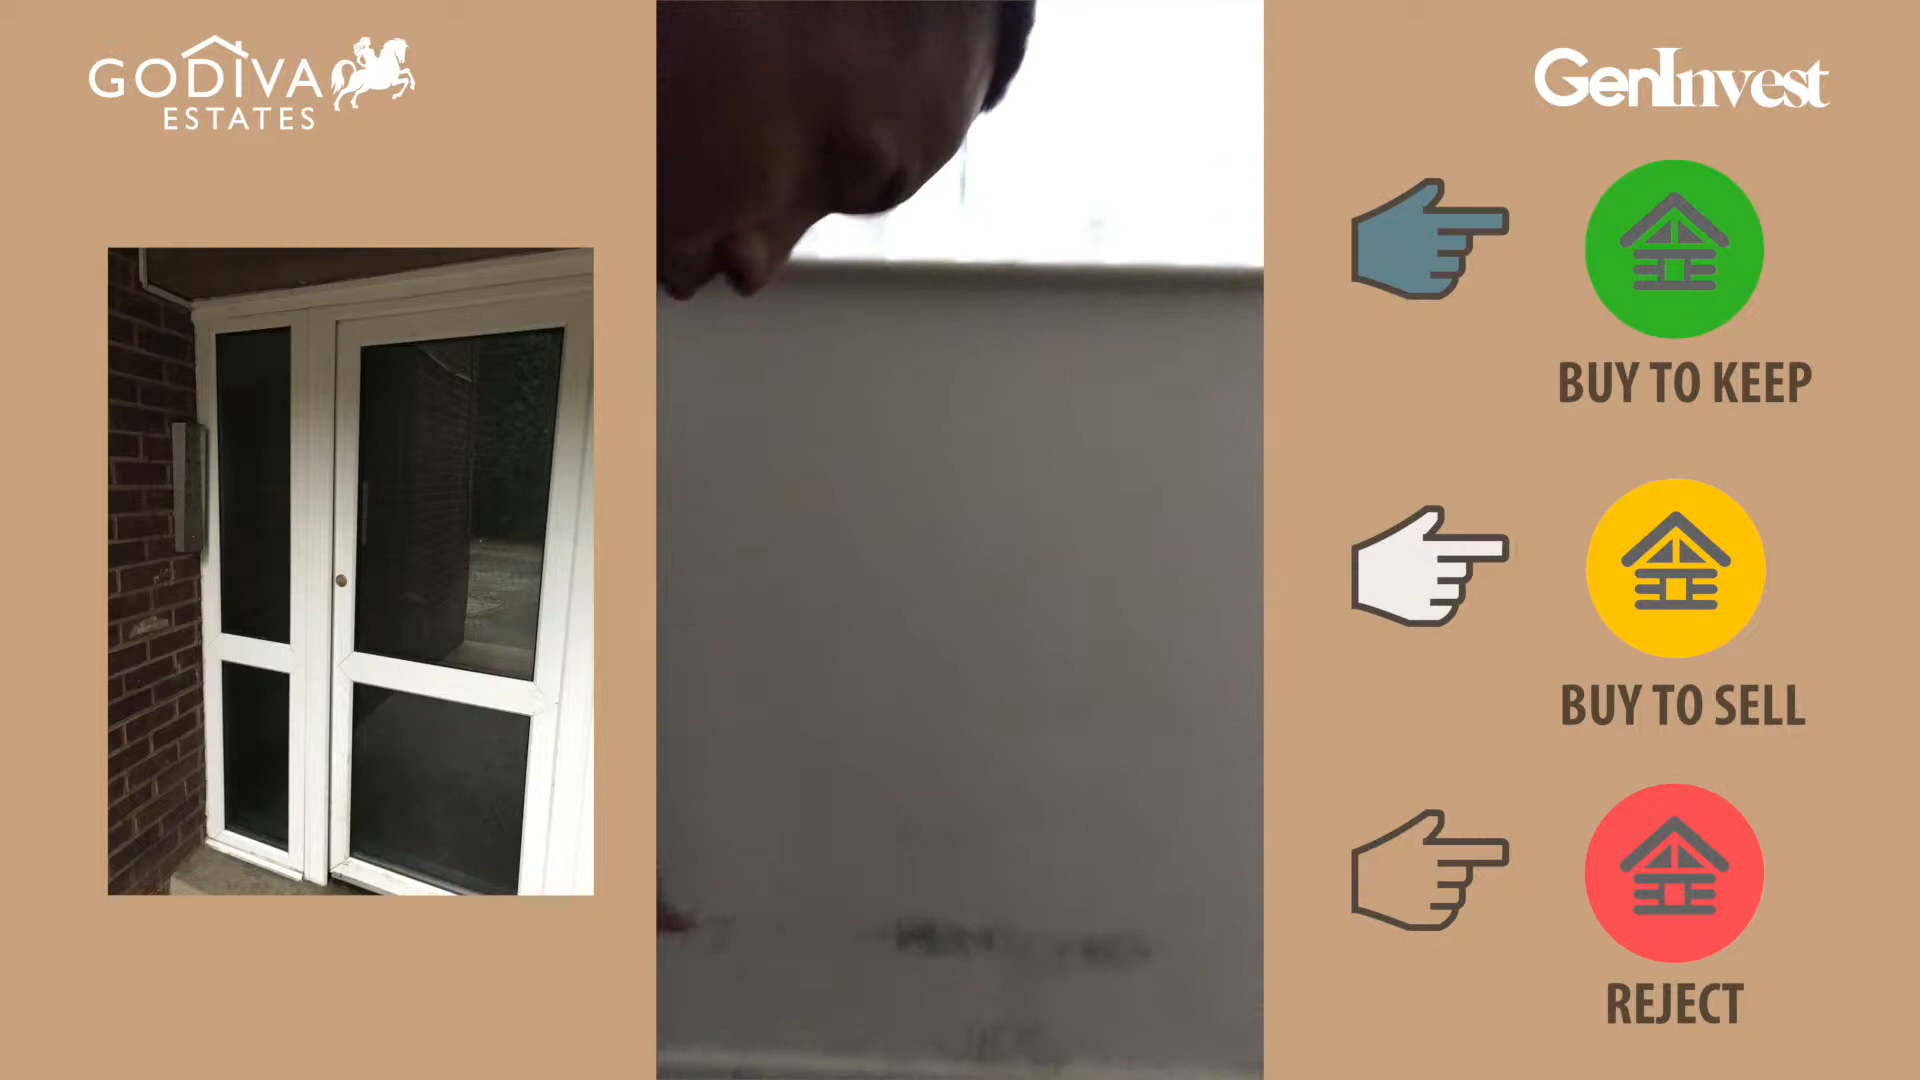 GODIVA
ESTATES
GenInvest
BUY TO KEEP
BUY TO SELL
REJECT